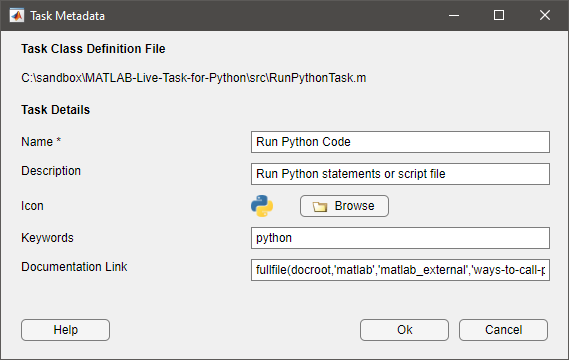 Task Metadata
Task Class Definition File
C:\sandbox\MATLAB-Live-Task-for-Python\src\RunPythonTask.m
Task Details
Name * Run Python Code
Description Run Python statements or script file
Icon Browse
Keywords python
Documentation Link fullfile(docroot,'matlab','matlab_external','ways-to-call-p
Help Ok Cancel